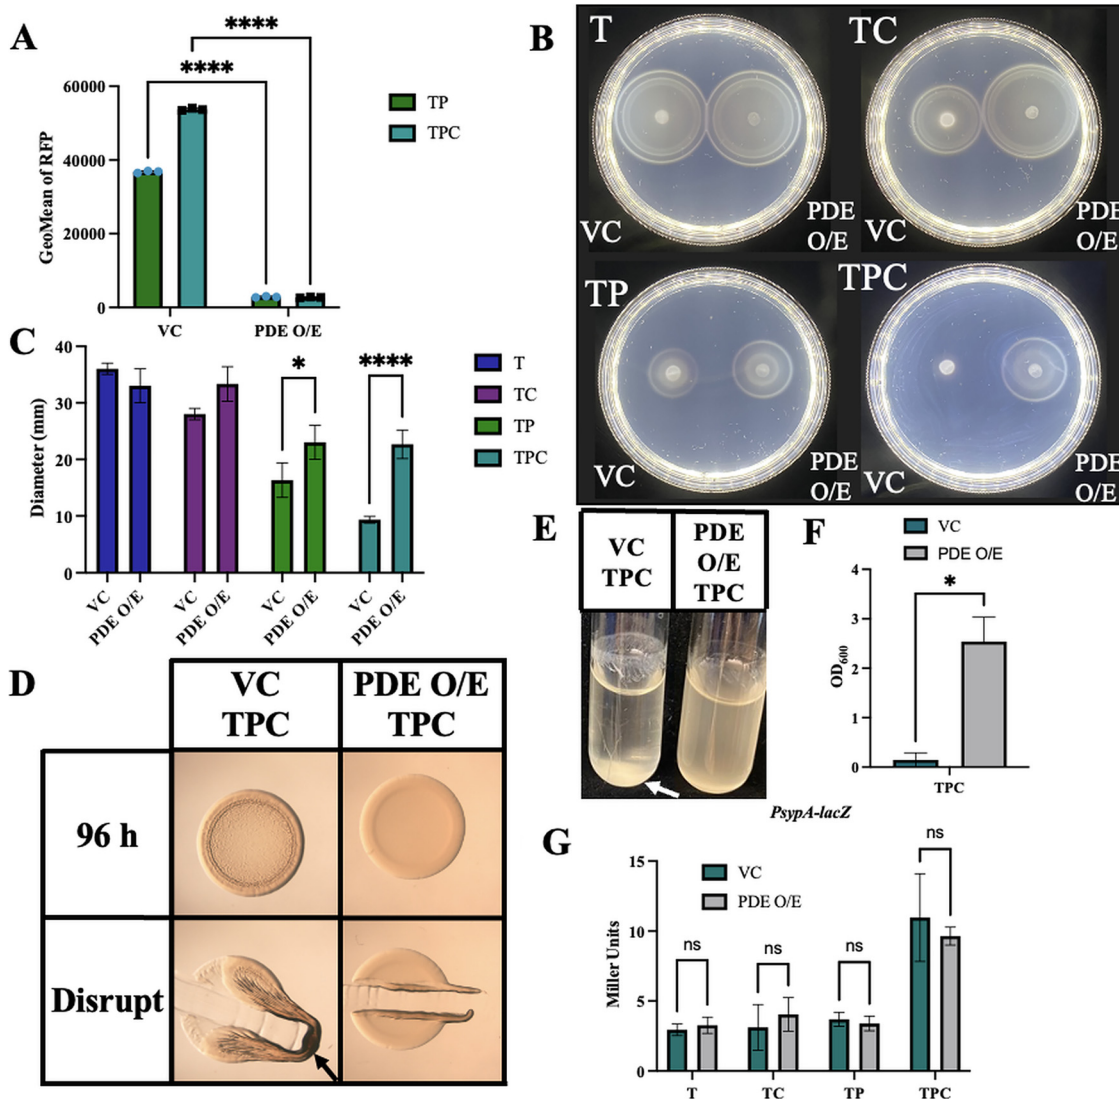 A
****
****
60000
40000
20000
0
GeoMean of RFP
VC
PDE O/E
TP
TPC
B
T
VC
PDE
O/E
TC
VC
PDE
O/E
TP
VC
PDE
O/E
TPC
VC
PDE
O/E
C
40
30
20
10
0
Diameter (mm)
*
****
VC
PDE O/E
VC
PDE O/E
VC
PDE O/E
VC
PDE O/E
T
TC
TP
TPC
D
VC
TPC
PDE O/E
TPC
96 h
Disrupt
E
VC
TPC
PDE
O/E
TPC
F
VC
PDE O/E
4
3
2
1
0
OD600
*
TPC
G
PsypA-lacZ
15
10
5
0
Miller Units
VC
PDE O/E
ns
ns
ns
ns
T
TC
TP
TPC